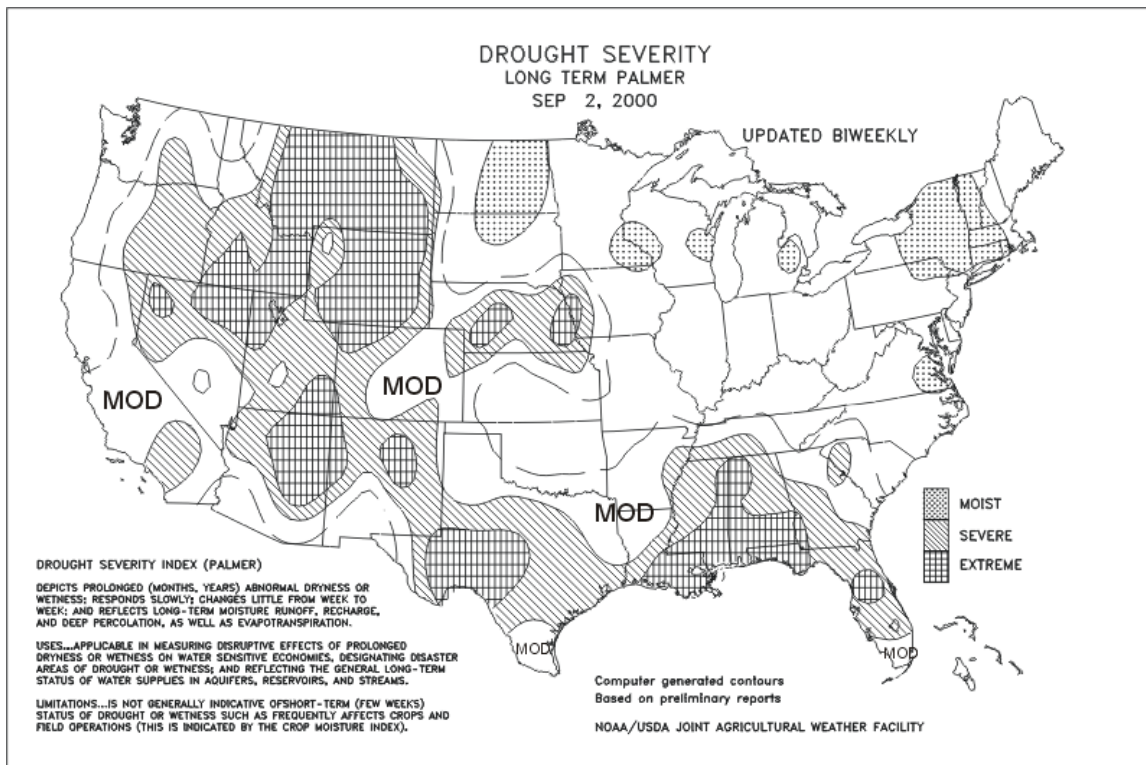 DROUGHT SEVERITY
LONG TERM PALMER
SEP 2, 2000
UPDATED BIWEEKLY
MOD
MOD
MOD
MOIST
SEVERE
EXTREME
DROUGHT SEVERITY INDEX (PALMER)
DEPICTS PROLONGED (MONTHS, YEARS) ABNORMAL DRYNESS OR
WETNESS; RESPONDS SLOWLY; CHANGES LITTLE FROM WEEK TO
WEEK; AND REFLECTS LONG-TERM MOISTURE RUNOFF, RECHARGE,
AND DEEP PERCOLATION, AS WELL AS EVAPOTRANSPIRATION.
USES...APPLICABLE IN MEASURING DISRUPTIVE EFFECTS OF PROLONGED
DRYNESS OR WETNESS ON WATER SENSITIVE ECONOMIES, DESIGNATING DISASTER
AREAS OF DROUGHT OR WETNESS; AND REFLECTING THE GENERAL LONG-TERM
STATUS OF WATER SUPPLIES IN AQUIFERS, RESERVOIRS, AND STREAMS.
LIMITATIONS...IS NOT GENERALLY INDICATIVE OFSHORT-TERM (FEW WEEKS)
STATUS OF DROUGHT OR WETNESS SUCH AS FREQUENTLY AFFECTS CROPS AND
FIELD OPERATIONS (THIS IS INDICATED BY THE CROP MOISTURE INDEX).
MOD
MOD
Computer generated contours
Based on preliminary reports
NOAA/USDA JOINT AGRICULTURAL WEATHER FACILITY